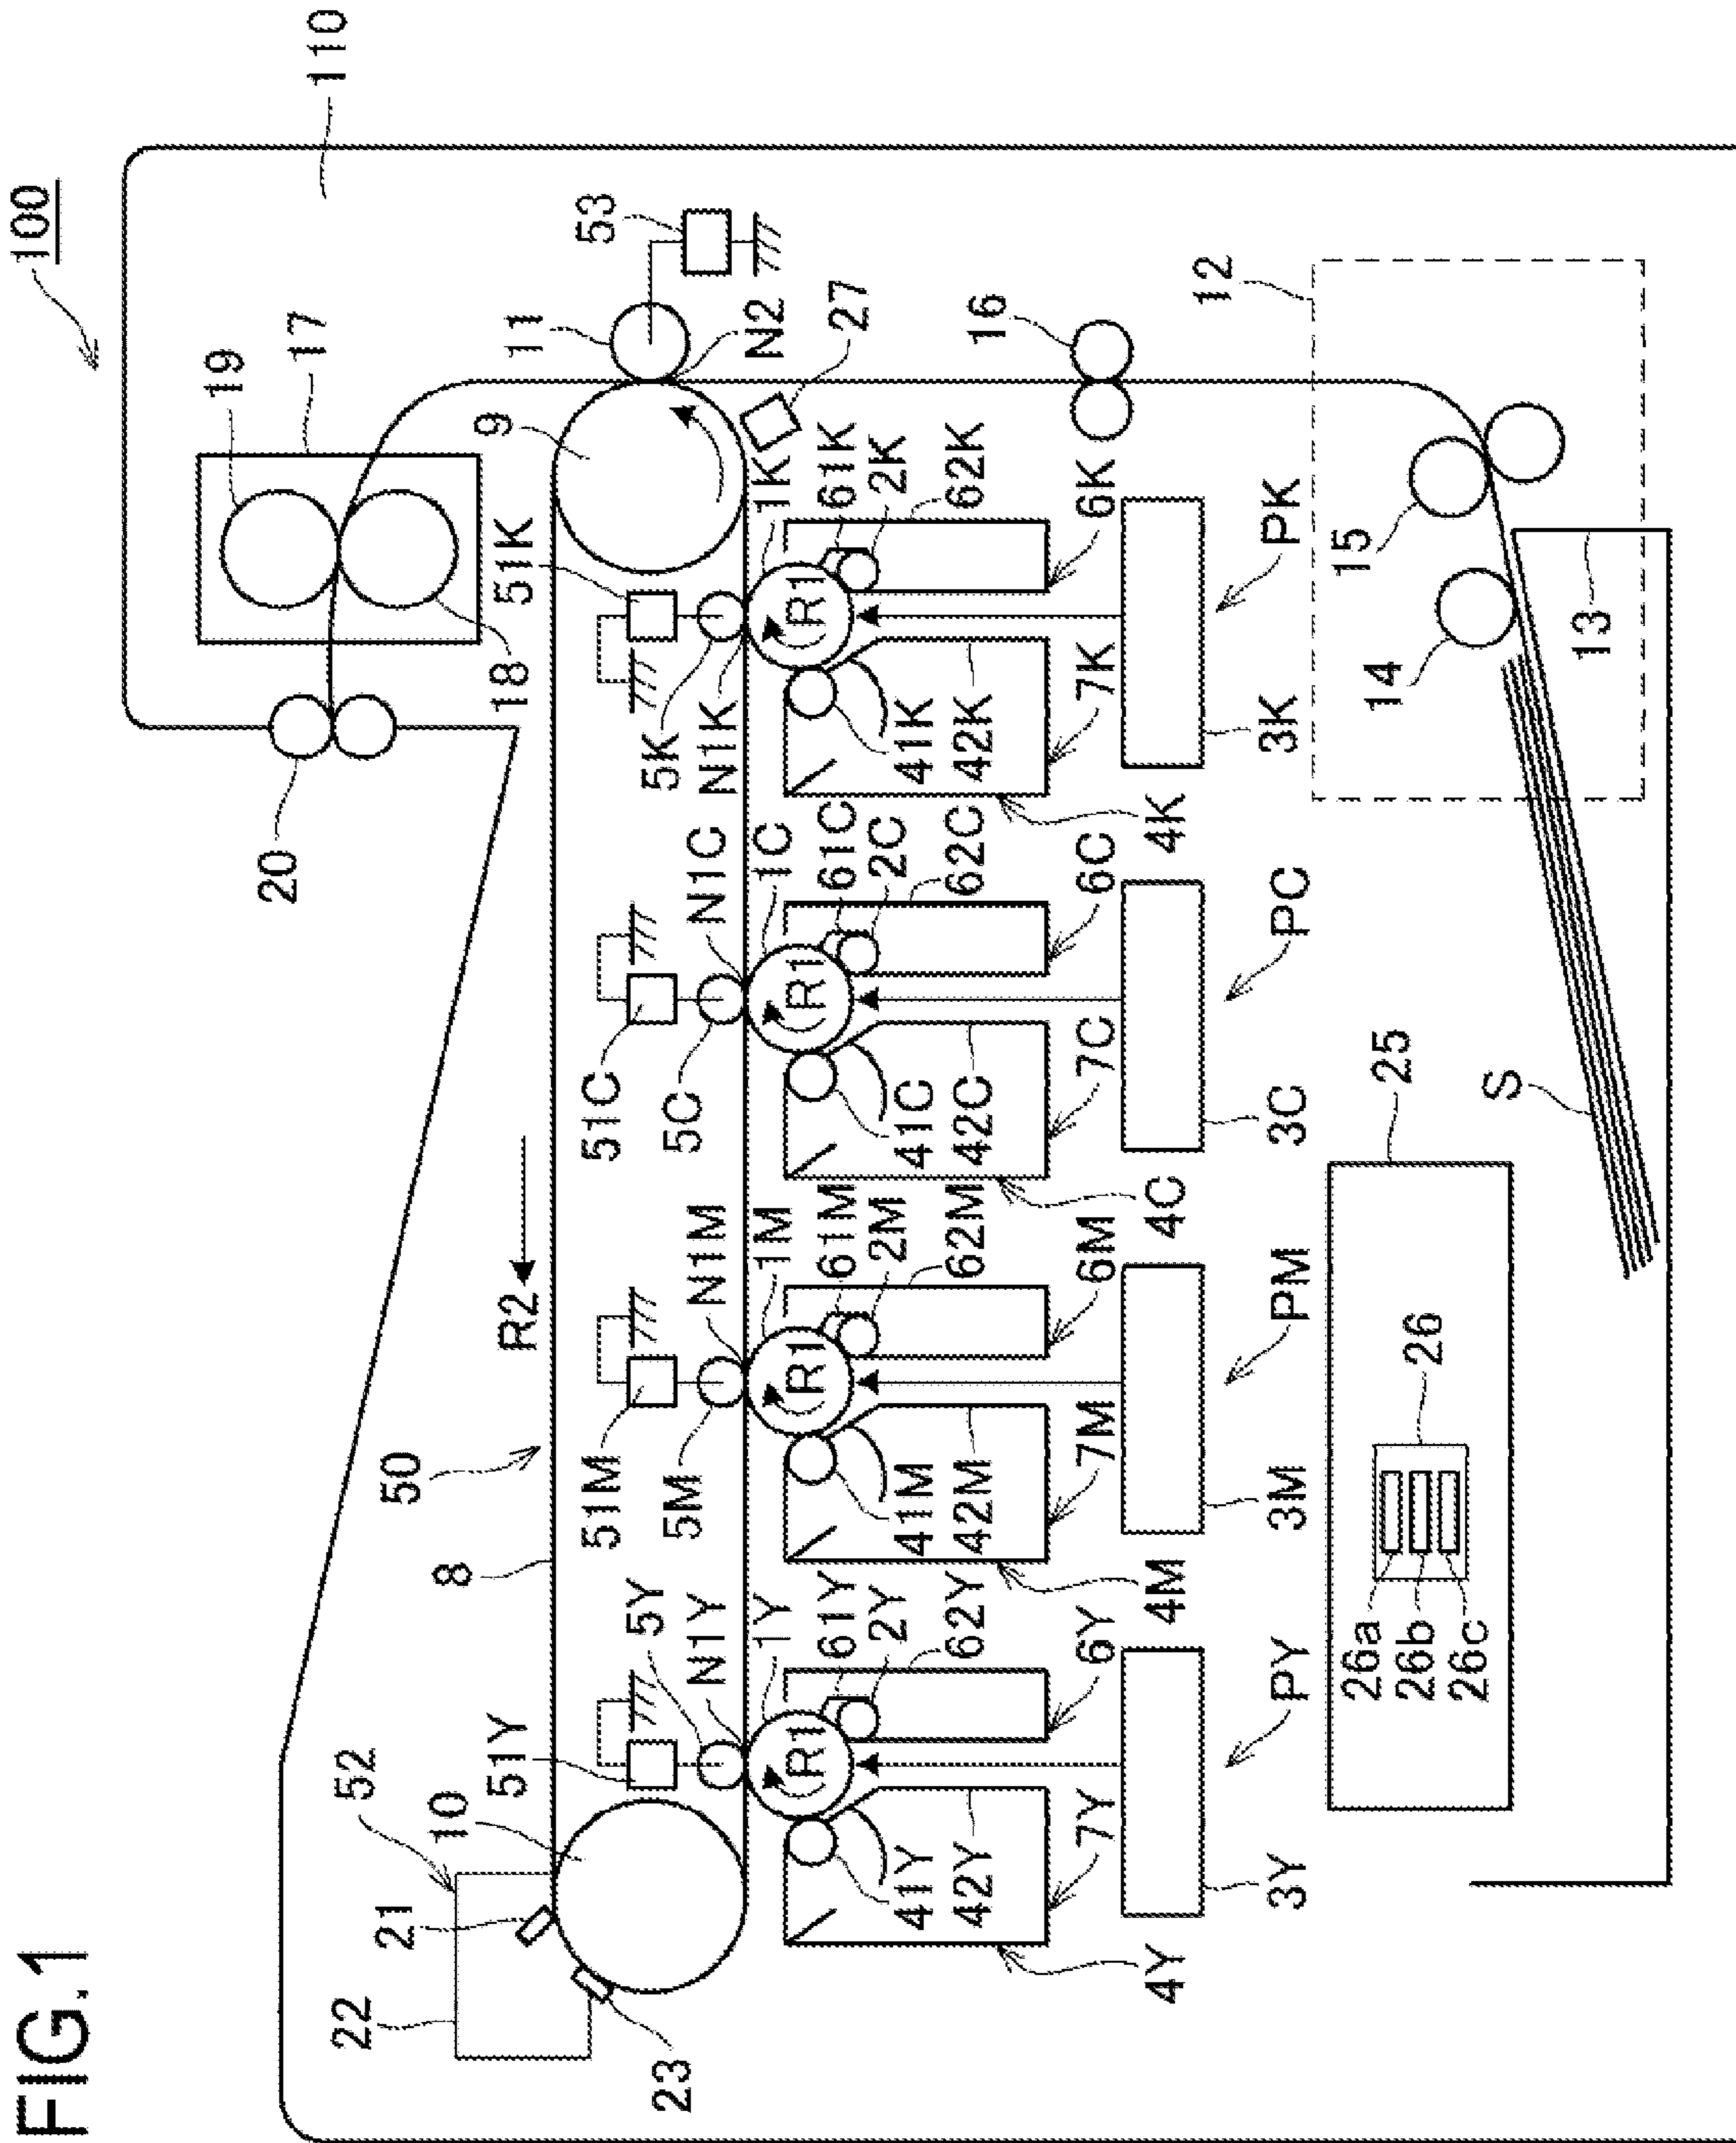 FIG.1
100
110
19
17
20
18
9
11
53
N2
27
16
12
15
14
13
S
50
R2
8
52
10
21
22
23
51Y
5Y
N1Y
1Y
61Y
2Y
62Y
6Y
R1
41Y
42Y
7Y
4Y
3Y
PY
51M
5M
N1M
1M
61M
2M
62M
6M
R1
41M
42M
7M
4M
3M
PM
51C
5C
N1C
1C
61C
2C
62C
6C
R1
41C
42C
7C
4C
3C
PC
51K
5K
N1K
1K
61K
2K
62K
6K
R1
41K
42K
7K
4K
3K
PK
25
26
26a
26b
26c